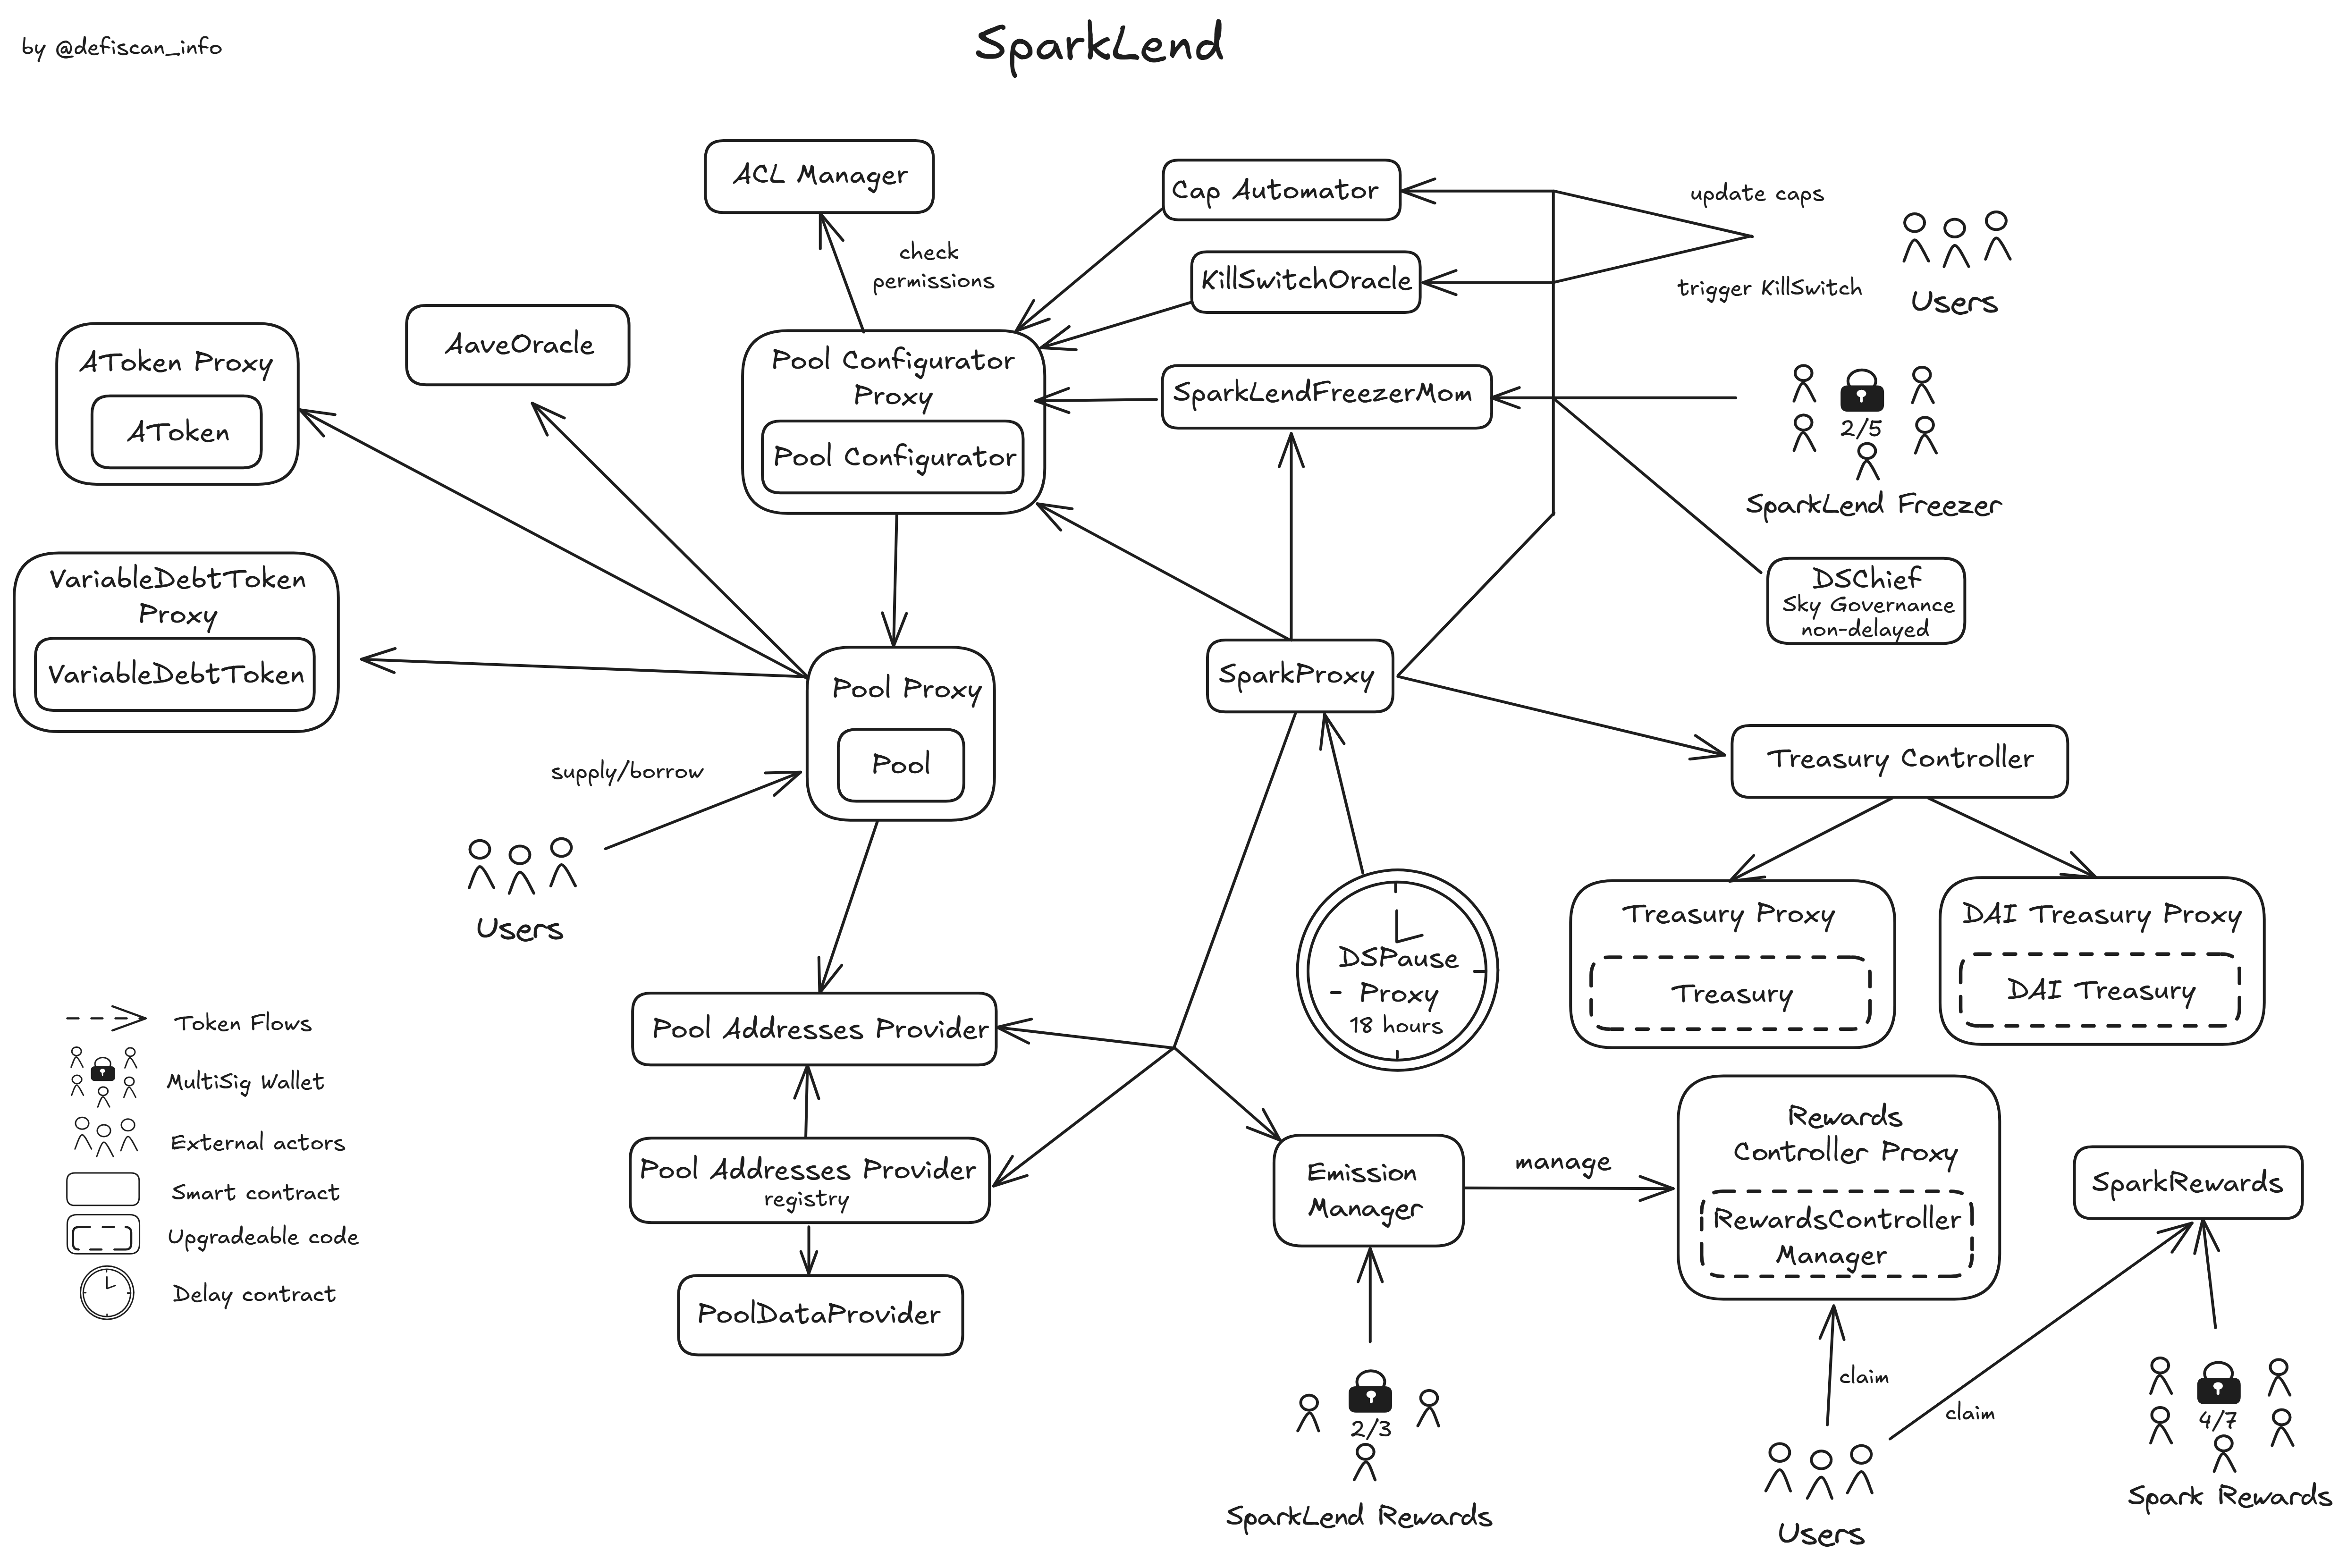 SparkLend
by @defiscan_info
ACL Manager
check
permissions
Cap Automator
KillSwitchOracle
update caps
trigger KillSwitch
Users
AToken Proxy
AToken
AaveOracle
Pool Configurator
Proxy
Pool Configurator
SparkLendFreezerMom
2/5
SparkLend Freezer
VariableDebtToken
Proxy
VariableDebtToken
DSChief
Sky Governance
non-delayed
Pool Proxy
Pool
SparkProxy
supply/borrow
Users
Treasury Controller
Treasury Proxy
Treasury
DAI Treasury Proxy
DAI Treasury
DSPause
Proxy
18 hours
Pool Addresses Provider
Pool Addresses Provider
registry
PoolDataProvider
Emission
Manager
manage
Rewards
Controller Proxy
RewardsController
Manager
SparkRewards
claim
claim
2/3
SparkLend Rewards
Users
4/7
Spark Rewards
Token Flows
MultiSig Wallet
External actors
Smart contract
Upgradeable code
Delay contract